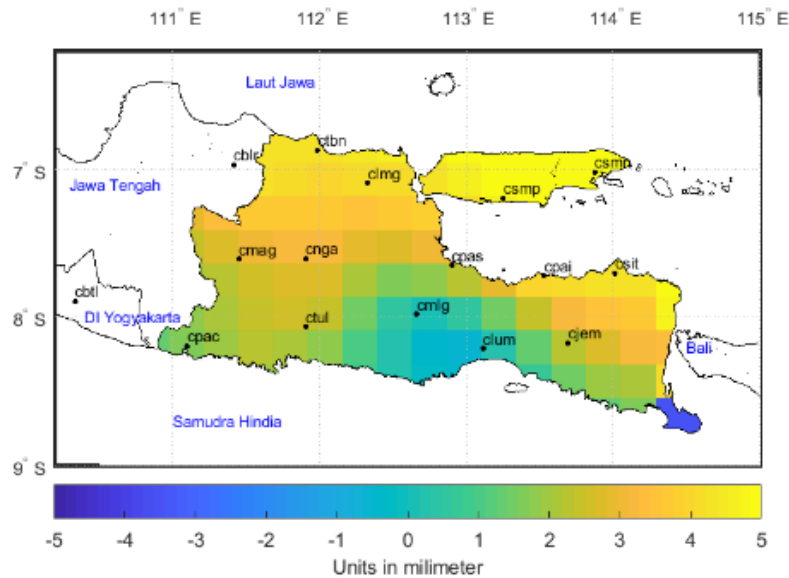 111° E 112° E 113° E 114° E 115° E
Laut Jawa
ctbn
cblr
7° S
clmg
csmn
Jawa Tengah
csmp
cmag
cnga
cpas
cpai
csit
cbtl
8° S
DI Yogyakarta
ctul
cmlg
cpac
clum
cjem
Bali
Samudra Hindia
9° S
-5 -4 -3 -2 -1 0 1 2 3 4 5
Units in milimeter